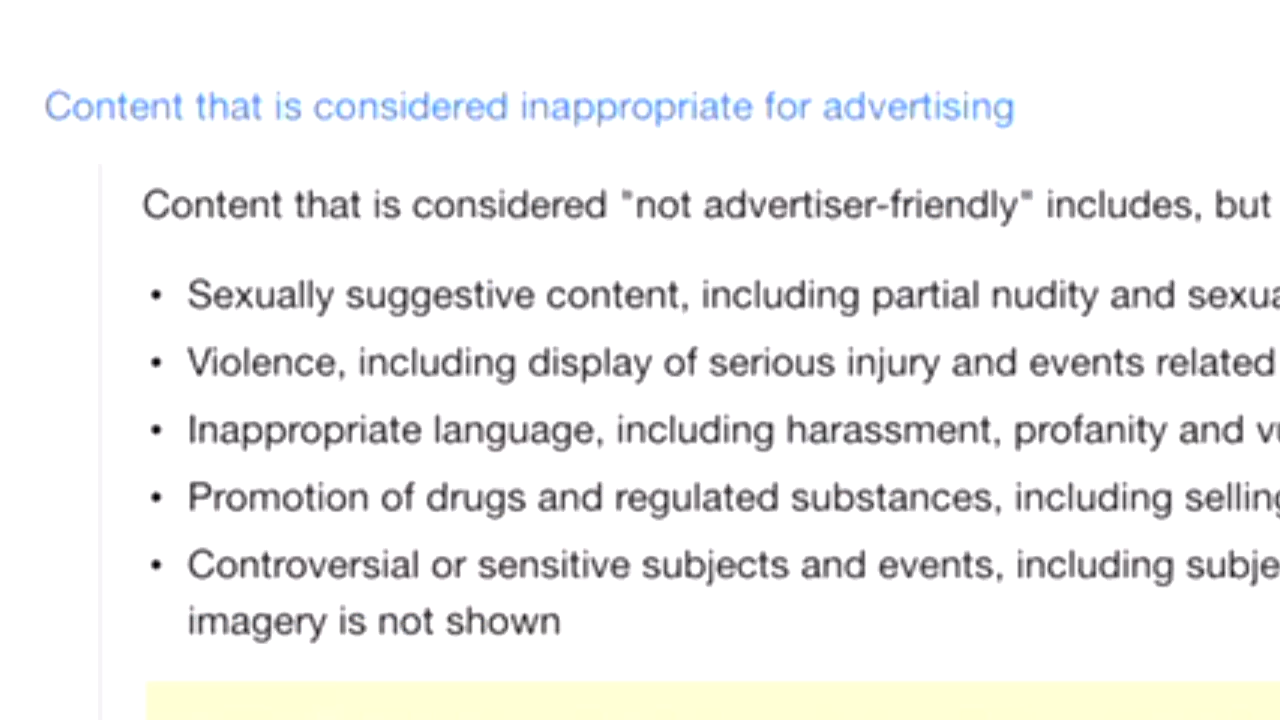 Content that is considered inappropriate for advertising
Content that is considered "not advertiser-friendly" includes, but
• Sexually suggestive content, including partial nudity and
• Violence, including display of serious injury and events related
• Inappropriate language, including harassment, profanity and
• Promotion of drugs and regulated substances, including
• Controversial or sensitive subjects and events, including
imagery is not shown